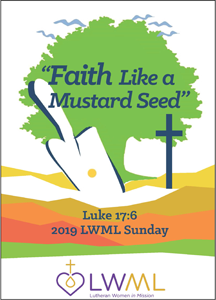 “Faith Like a
Mustard Seed”
Luke 17:6
2019 LWML Sunday
LWML
Lutheran Women in Mission